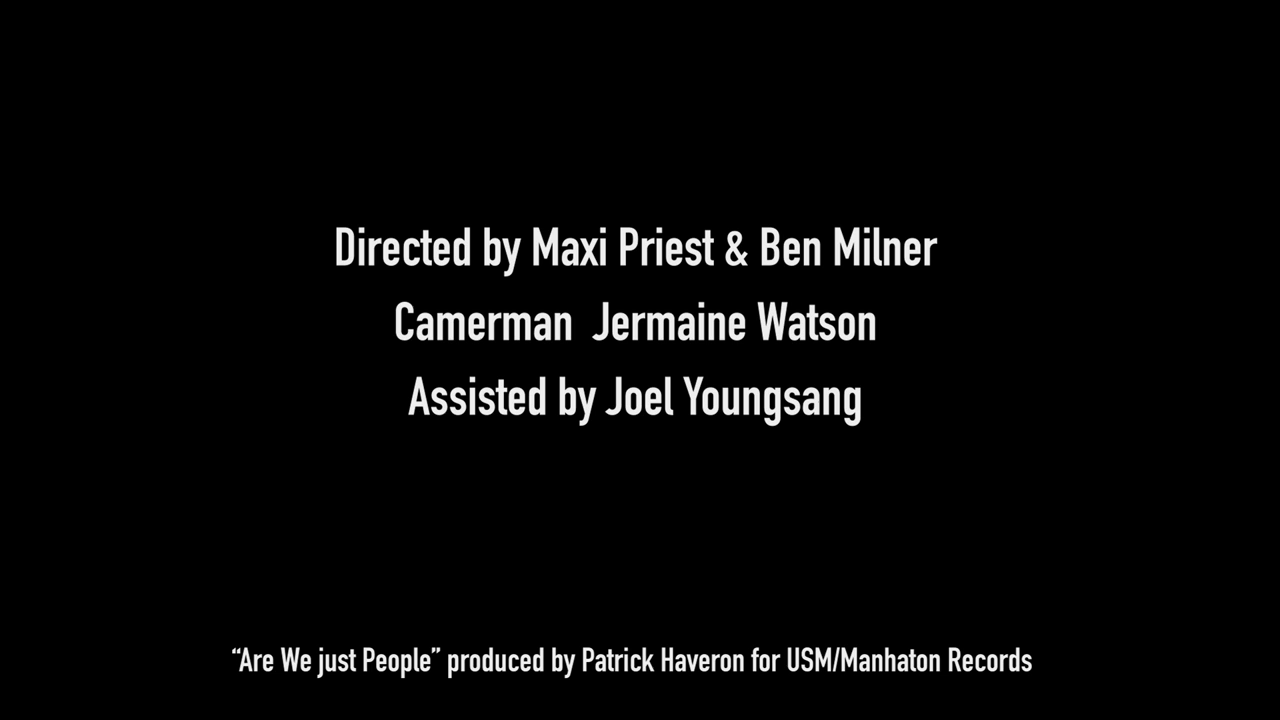 Directed by Maxi Priest & Ben Milner
Camerman  Jermaine Watson
Assisted by Joel Youngsang
“Are We just People” produced by Patrick Haveron for USM/Manhaton Records